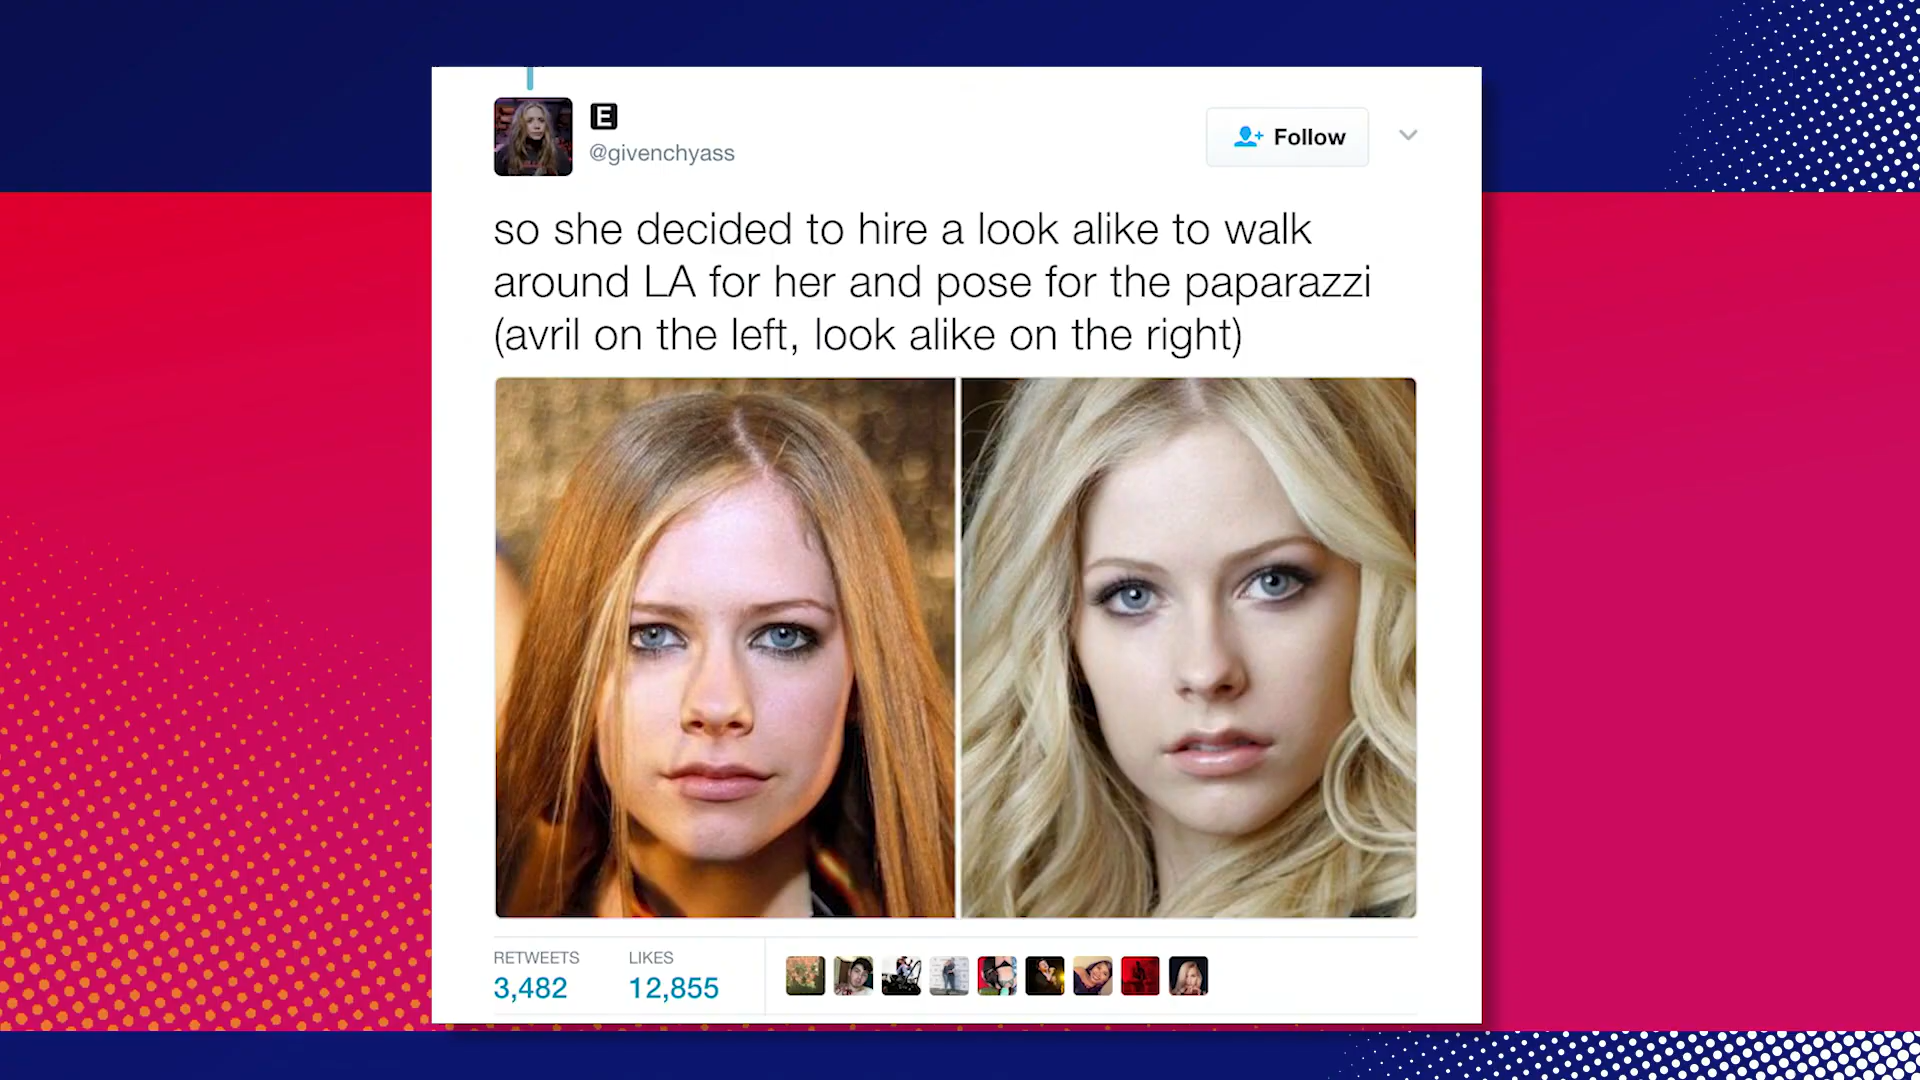 E
@givenchyass
Follow
so she decided to hire a look alike to walk
around LA for her and pose for the paparazzi
(avril on the left, look alike on the right)
RETWEETS LIKES
3,482 12,855